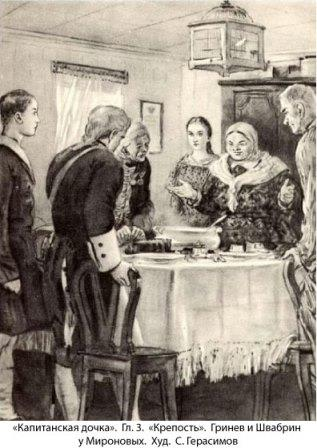 «Капитанская дочка». Гл. 3. «Крепость». Гринев и Швабрин
у Мироновых. Худ. С. Герасимов